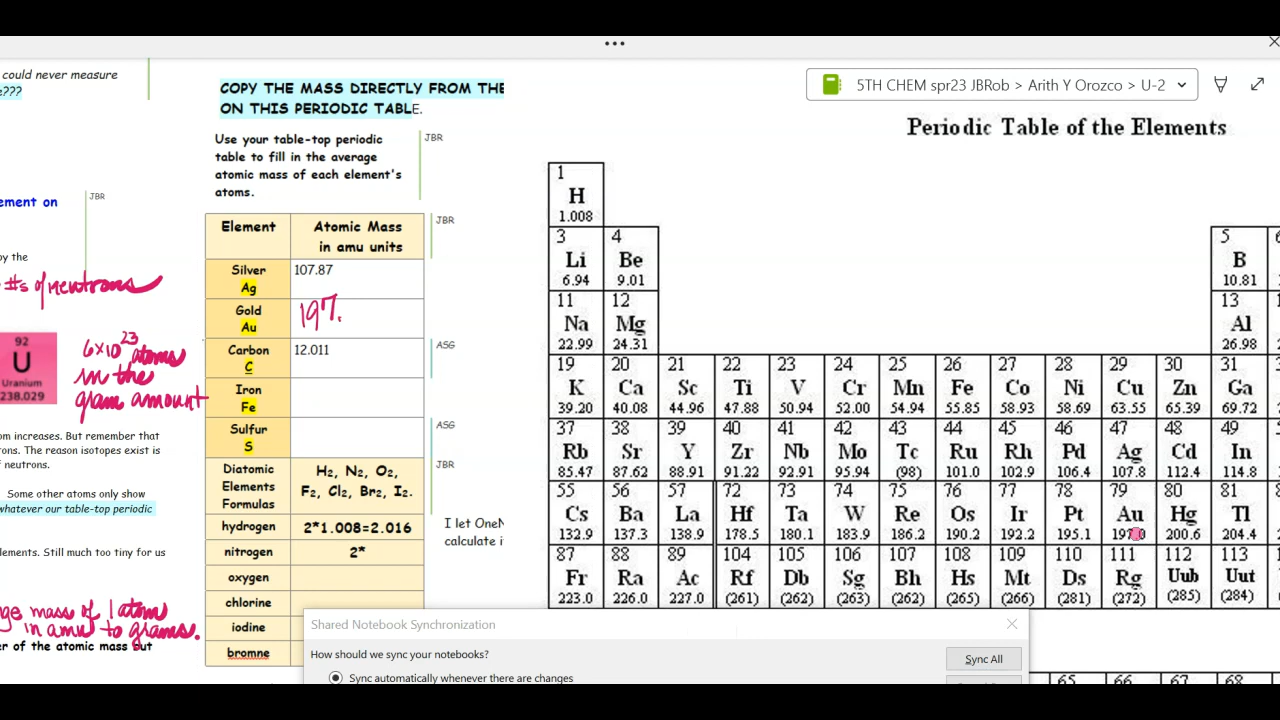 could never measure
e???
JBR
ement on
by the
#s of neutrons
92
U
Uranium
238.029
6x10^23 atoms
in the
gram amount
om increases. But remember that
ons. The reason isotopes exist is
f neutrons.
Some other atoms only show
whatever our table-top periodic
lements. Still much too tiny for us
ge mass of 1 atom
in amu to grams.
er of the atomic mass but
COPY THE MASS DIRECTLY FROM THE
ON THIS PERIODIC TABLE.
Use your table-top periodic
table to fill in the average
atomic mass of each element's
atoms.
JBR
Element Atomic Mass
in amu units
JBR
Silver 107.87
Ag
Gold 197.
Au
Carbon 12.011
C
ASG
Iron
Fe
Sulfur
S
ASG
Diatomic
Elements
Formulas
H2, N2, O2,
F2, Cl2, Br2, I2.
JBR
hydrogen 2*1.008=2.016
nitrogen 2*
oxygen
chlorine
iodine
bromne
I let OneN
calculate i
5TH CHEM spr23 JBRob > Arith Y Orozco > U-2
Periodic Table of the Elements
1
H
1.008
3 4 5
Li Be B
6.94 9.01 10.81
11 12 13
Na Mg Al
22.99 24.31 26.98
19 20 21 22 23 24 25 26 27 28 29 30 31
K Ca Sc Ti V Cr Mn Fe Co Ni Cu Zn Ga
39.20 40.08 44.96 47.88 50.94 52.00 54.94 55.85 58.93 58.69 63.55 65.39 69.72
37 38 39 40 41 42 43 44 45 46 47 48 49
Rb Sr Y Zr Nb Mo Tc Ru Rh Pd Ag Cd In
85.47 87.62 88.91 91.22 92.91 95.94 (98) 101.0 102.9 106.4 107.8 112.4 114.8
55 56 57 72 73 74 75 76 77 78 79 80 81
Cs Ba La Hf Ta W Re Os Ir Pt Au Hg Tl
132.9 137.3 138.9 178.5 180.1 183.9 186.2 190.2 192.2 195.1 197.0 200.6 204.4
87 88 89 104 105 106 107 108 109 110 111 112 113
Fr Ra Ac Rf Db Sg Bh Hs Mt Ds Rg Uub Uut
223.0 226.0 227.0 (261) (262) (263) (262) (265) (266) (281) (272) (285) (284)
65 66 67 68
Shared Notebook Synchronization
How should we sync your notebooks?
Sync All
Sync automatically whenever there are changes